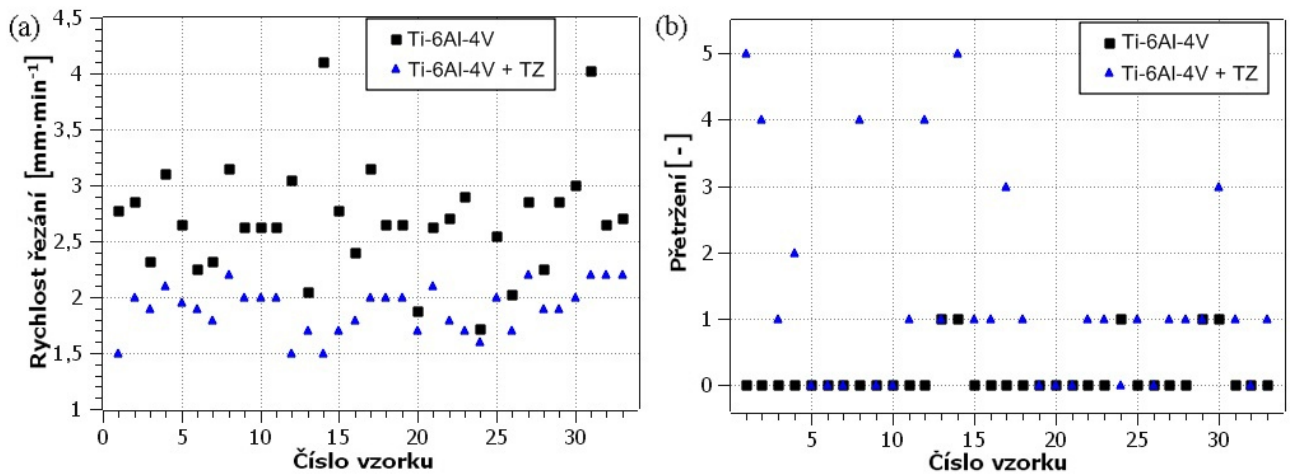 (a)
Rychlost řezání [mm·min⁻¹]
4,5
4
3,5
3
2,5
2
1,5
1
Ti-6Al-4V
Ti-6Al-4V + TZ
0 5 10 15 20 25 30
Číslo vzorku
(b)
Přetržení [ - ]
5
4
3
2
1
0
Ti-6Al-4V
Ti-6Al-4V + TZ
5 10 15 20 25 30
Číslo vzorku